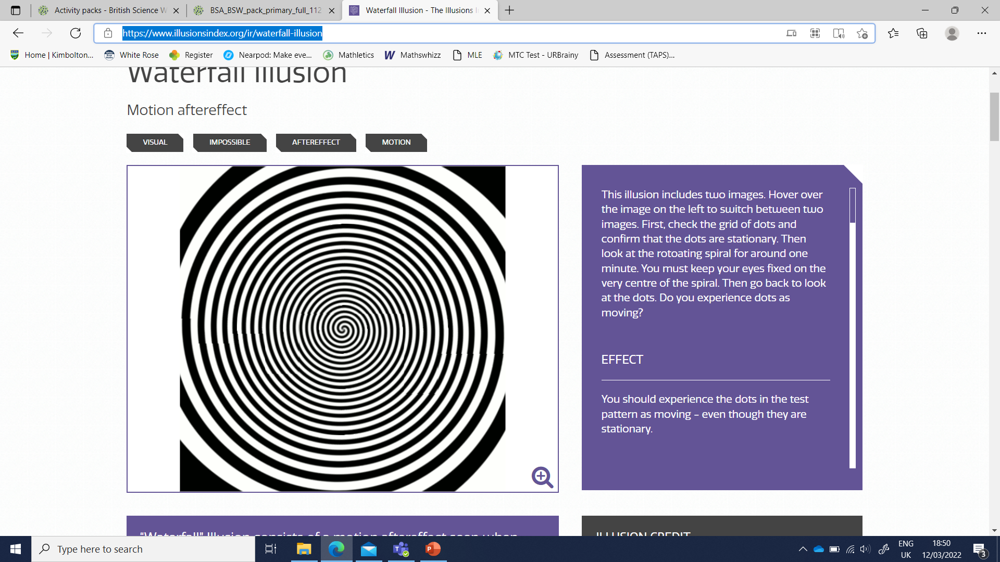 Activity packs - British Science W
BSA_BSW_pack_primary_full_112
Waterfall Illusion - The Illusions I
https://www.illusionsindex.org/ir/waterfall-illusion
Home | Kimbolton...
White Rose
Register
Nearpod: Make eve...
Mathletics
Mathswhizz
MLE
MTC Test - URBrainy
Assessment (TAPS)...
Waterfall Illusion
Motion aftereffect
VISUAL
IMPOSSIBLE
AFTEREFFECT
MOTION
This illusion includes two images. Hover over
the image on the left to switch between two
images. First, check the grid of dots and
confirm that the dots are stationary. Then
look at the rotoating spiral for around one
minute. You must keep your eyes fixed on the
very centre of the spiral. Then go back to look
at the dots. Do you experience dots as
moving?
EFFECT
You should experience the dots in the test
pattern as moving – even though they are
stationary.
“Waterfall” Illusion consists of a motion aftereffect seen when
ILLUSION CREDIT
Type here to search
ENG
UK
18:50
12/03/2022
3